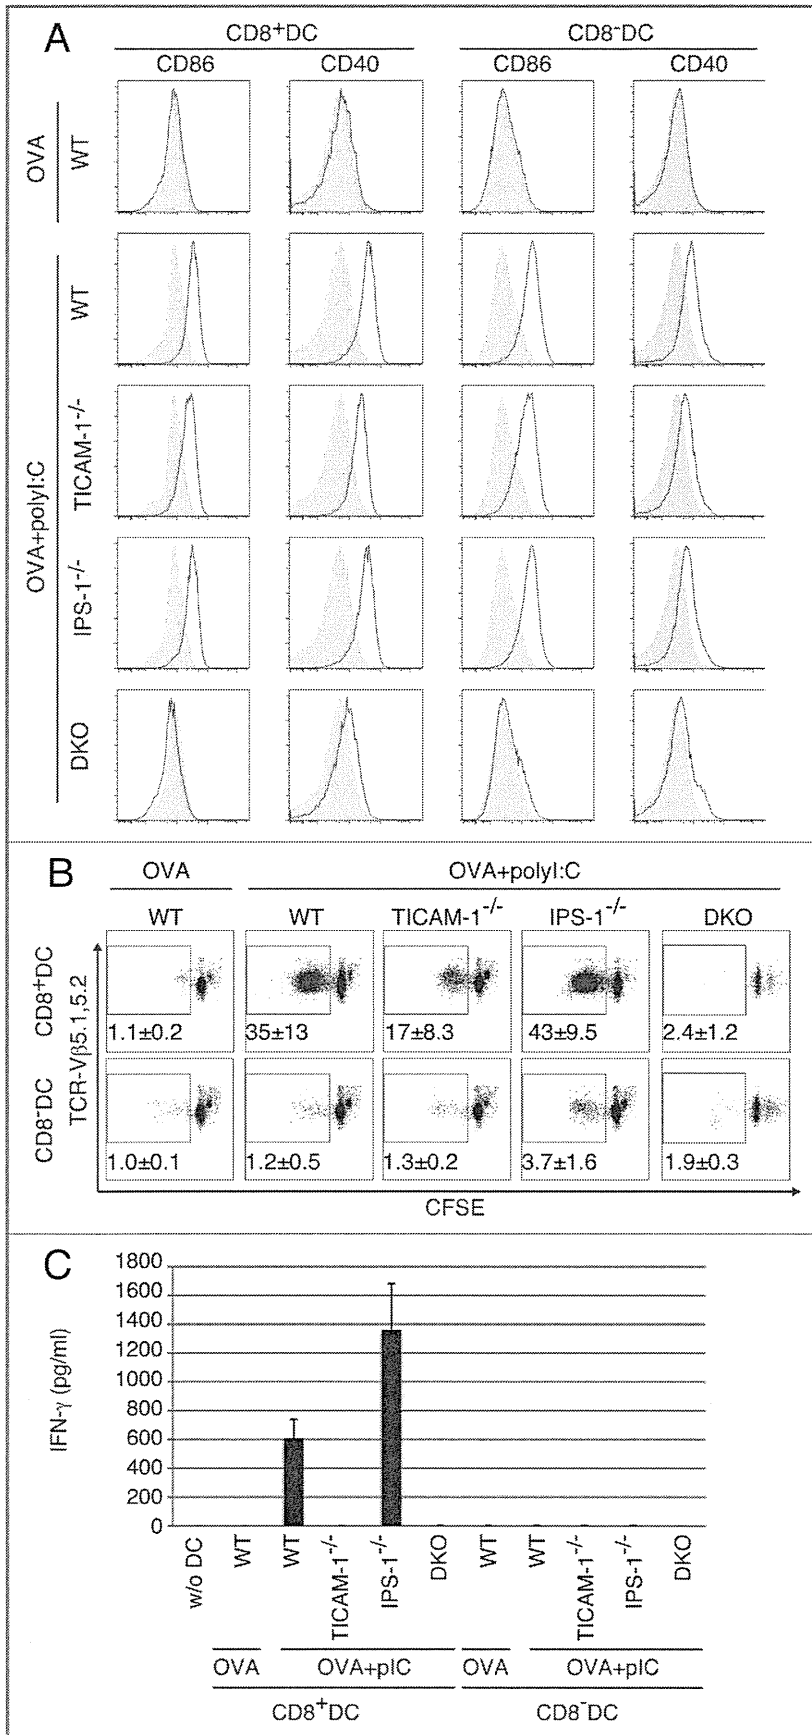 A
CD8+DC CD8-DC
CD86 CD40 CD86 CD40
OVA WT
OVA+polyI:C
WT
TICAM-1-/-
IPS-1-/-
DKO
B
OVA OVA+polyI:C
WT WT TICAM-1-/- IPS-1-/- DKO
CD8+DC
1.1±0.2 35±13 17±8.3 43±9.5 2.4±1.2
CD8-DC
1.0±0.1 1.2±0.5 1.3±0.2 3.7±1.6 1.9±0.3
TCR-Vβ5.1,5.2
CFSE
C
IFN-γ (pg/ml)
1800
1600
1400
1200
1000
800
600
400
200
0
w/o DC WT WT TICAM-1-/- IPS-1-/- DKO WT WT TICAM-1-/- IPS-1-/- DKO
OVA OVA+pIC OVA OVA+pIC
CD8+DC CD8-DC